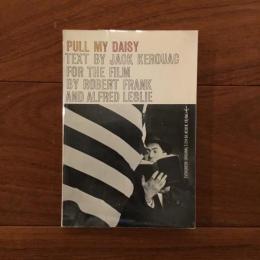 PULL MY DAISY
TEXT BY JACK KEROUAC
FOR THE FILM
BY ROBERT FRANK
AND ALFRED LESLIE